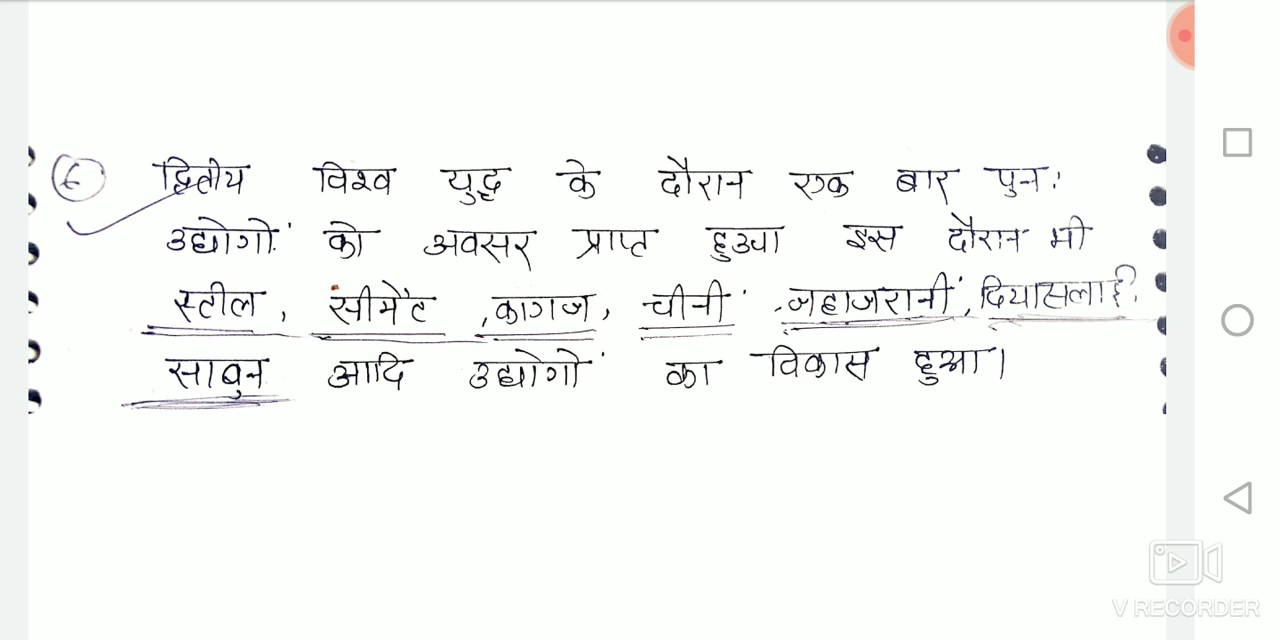 6 द्वितीय विश्व युद्ध के दौरान एक बार पुनः
उद्योगों को अवसर प्राप्त हुआ इस दौरान भी
स्टील, सीमेंट, कागज, चीनी, जहाजरानी, दियासलाई,
साबुन आदि उद्योगों का विकास हुआ।
V RECORDER